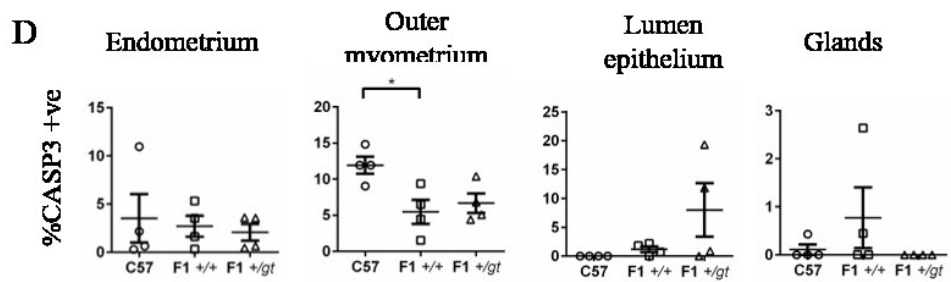 D
Endometrium
Outer
myometrium
Lumen
epithelium
Glands
%CASP3 +ve
15
10
5
0
C57 F1 +/+ F1 +/gt
*
20
15
10
5
0
C57 F1 +/+ F1 +/gt
25
20
15
10
5
0
C57 F1 +/+ F1 +/gt
3
2
1
0
C57 F1 +/+ F1 +/gt